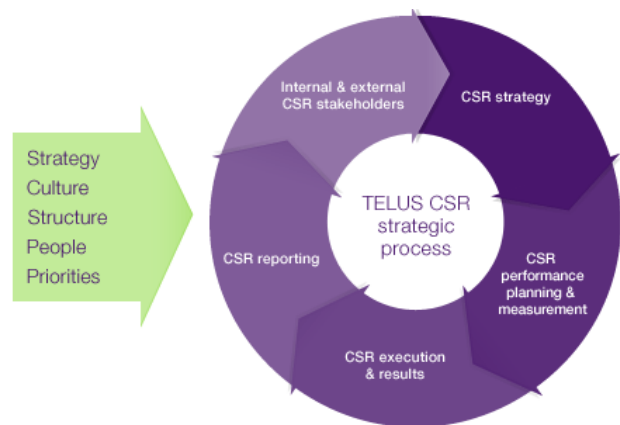 Strategy
Culture
Structure
People
Priorities
Internal & external
CSR stakeholders
CSR strategy
TELUS CSR
strategic
process
CSR reporting
CSR
performance
planning &
measurement
CSR execution
& results